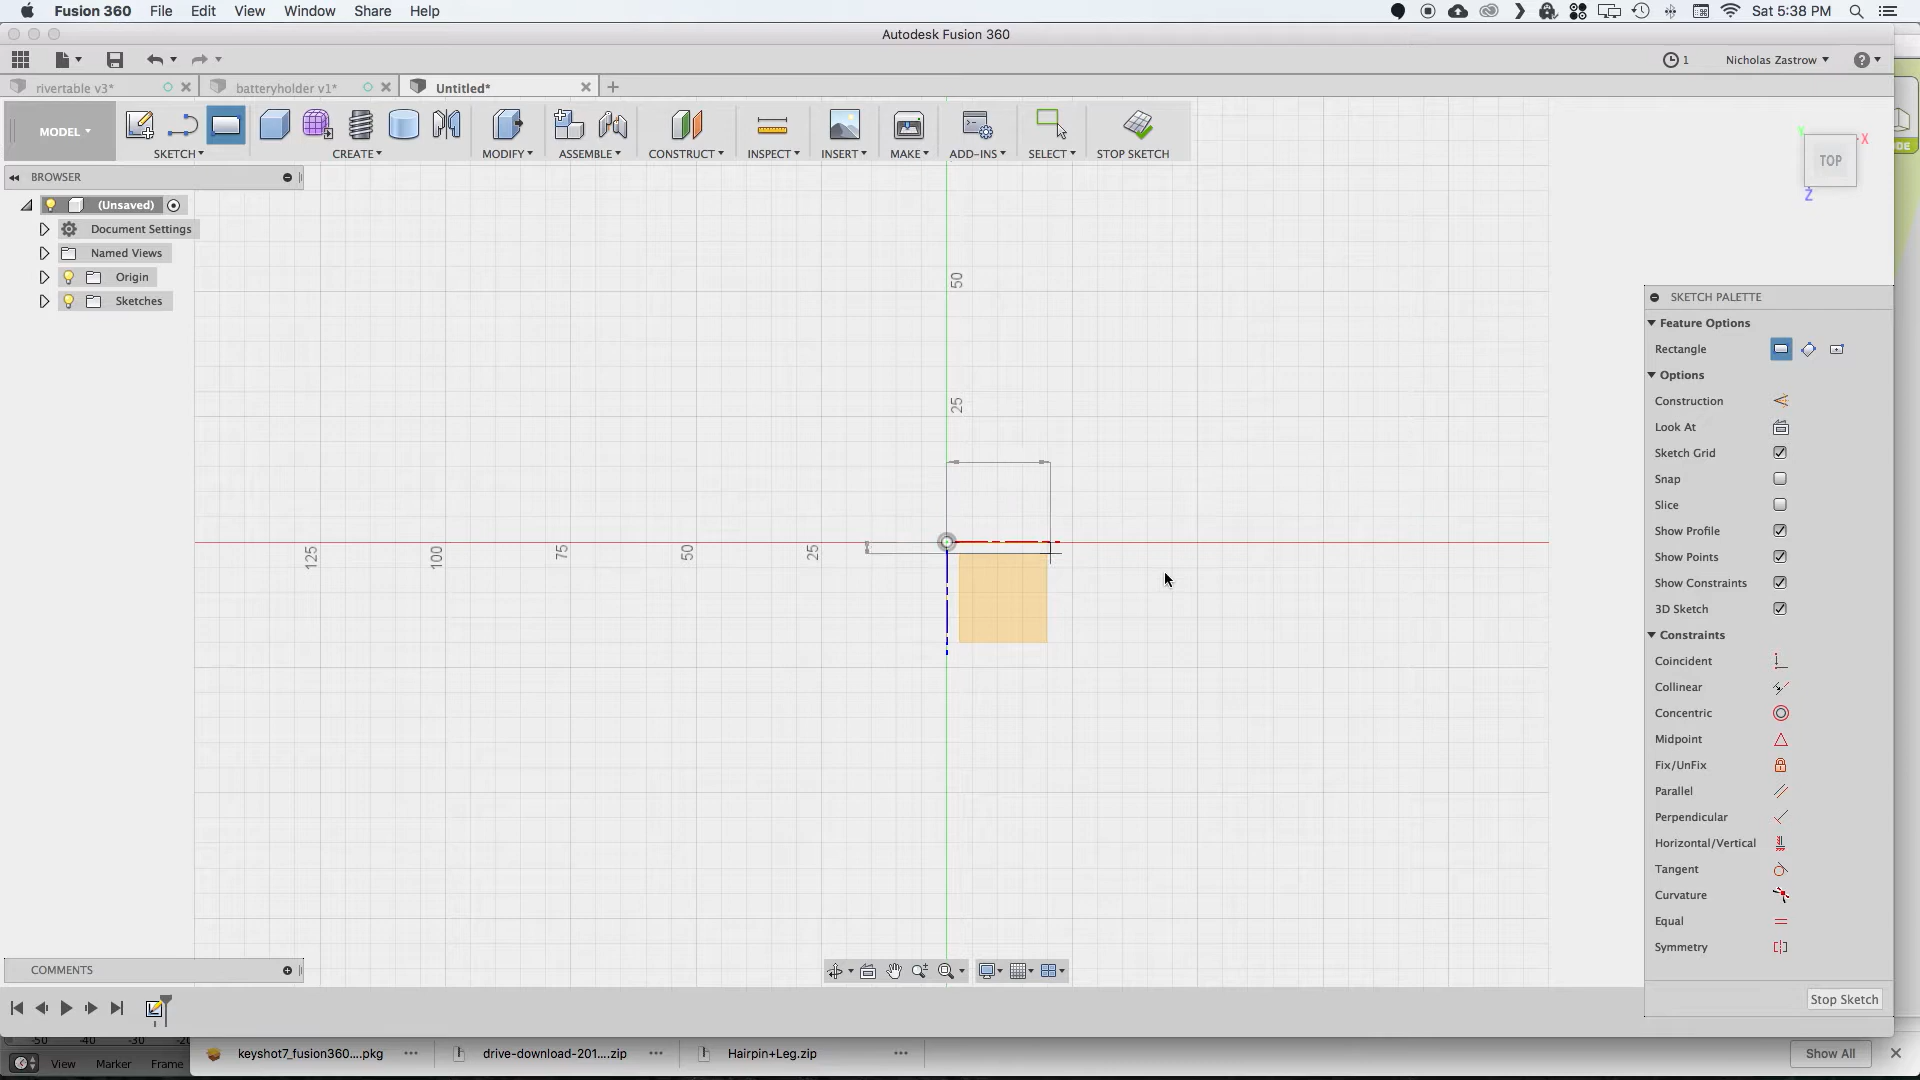 Fusion 360 File Edit View Window Share Help Sat 5:38 PM
Autodesk Fusion 360
1 Nicholas Zastrow ?
rivertable v3* batteryholder v1* Untitled* +
MODEL SKETCH CREATE MODIFY ASSEMBLE CONSTRUCT INSPECT INSERT MAKE ADD-INS SELECT STOP SKETCH
BROWSER
(Unsaved)
Document Settings
Named Views
Origin
Sketches
TOP
X
Z
50
25
125 100 75 50 25
SKETCH PALETTE
Feature Options
Rectangle
Options
Construction
Look At
Sketch Grid
Snap
Slice
Show Profile
Show Points
Show Constraints
3D Sketch
Constraints
Coincident
Collinear
Concentric
Midpoint
Fix/UnFix
Parallel
Perpendicular
Horizontal/Vertical
Tangent
Curvature
Equal
Symmetry
Stop Sketch
COMMENTS
-50 -40 -30
View Marker Frame
keyshot7_fusion360....pkg drive-download-201....zip Hairpin+Leg.zip Show All